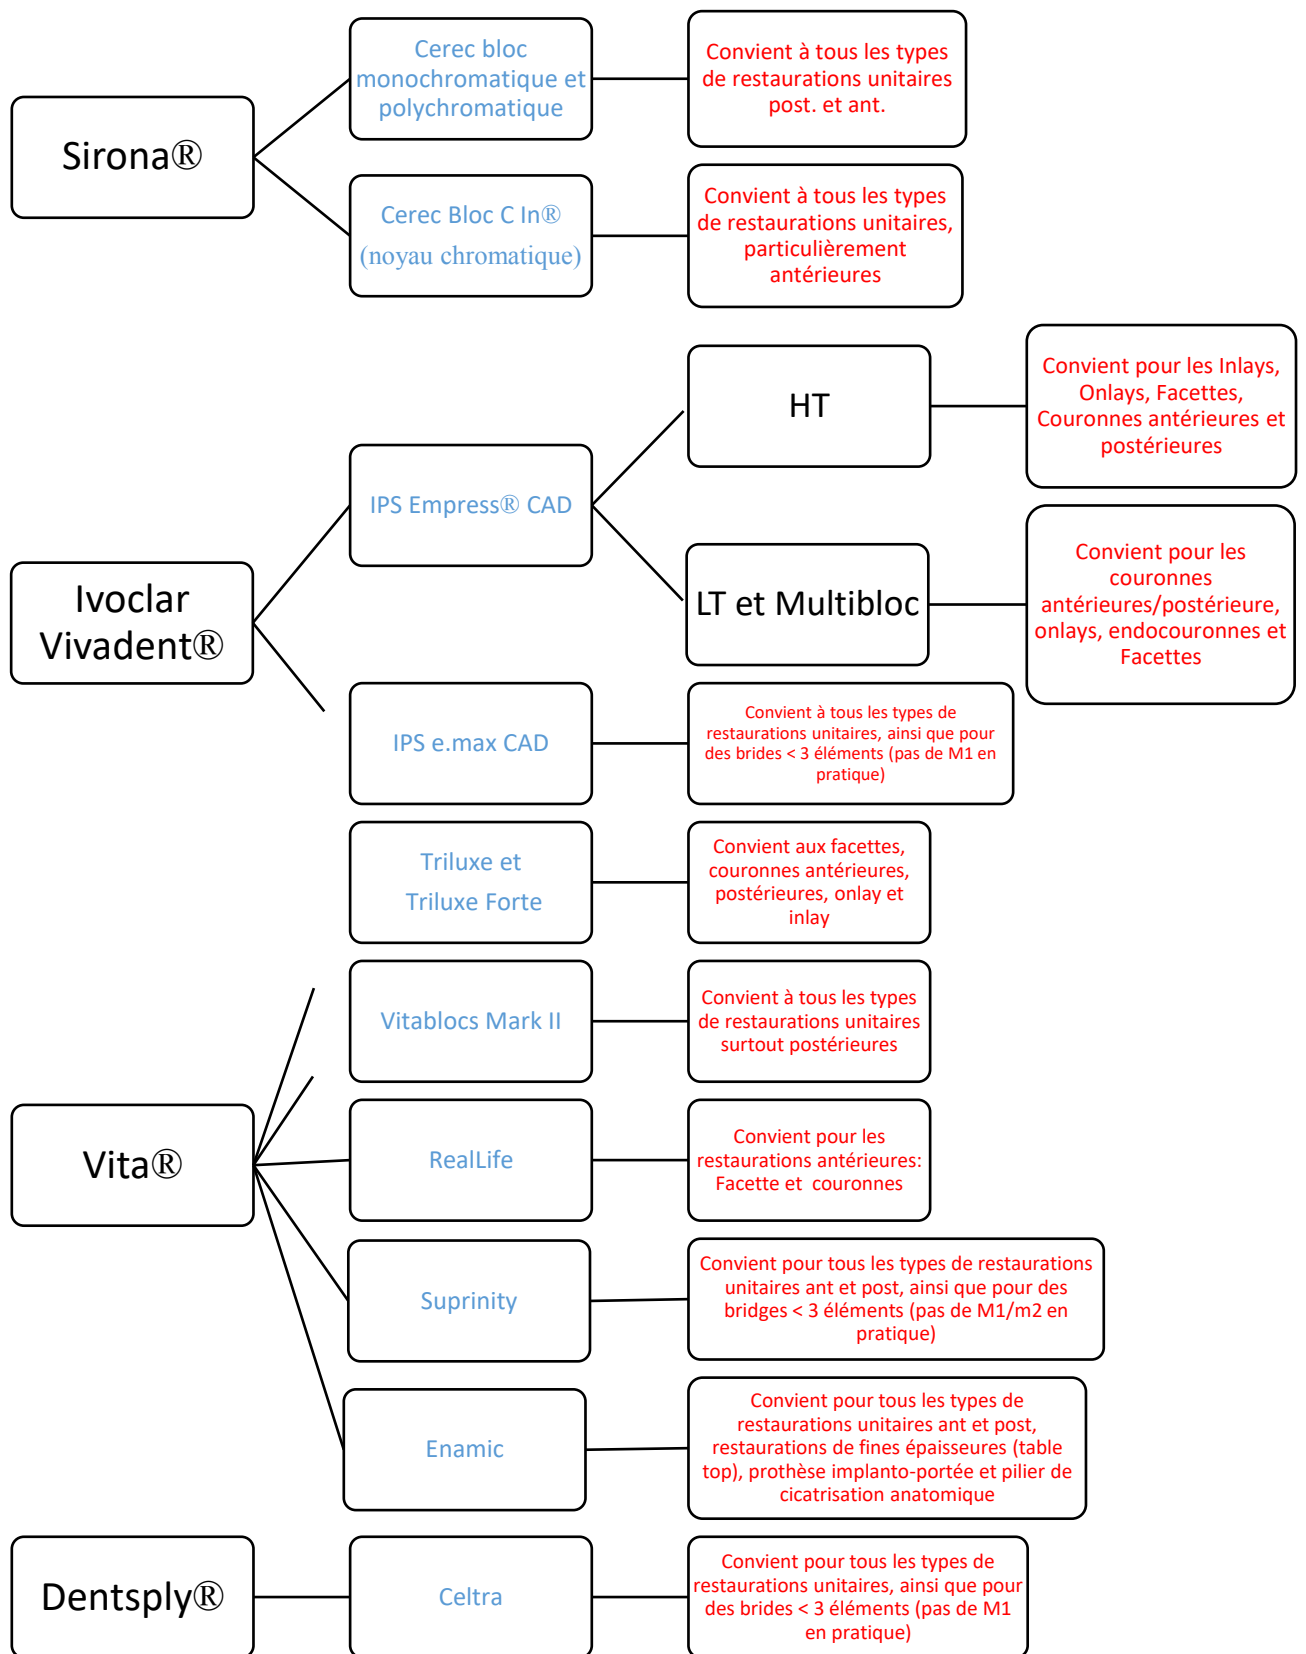 Sirona®
Cerec bloc
monochromatique et
polychromatique
Convient à tous les types
de restaurations unitaires
post. et ant.
Cerec Bloc C In®
(noyau chromatique)
Convient à tous les types
de restaurations unitaires,
particulièrement
antérieures
Ivoclar
Vivadent®
IPS Empress® CAD
HT
Convient pour les Inlays,
Onlays, Facettes,
Couronnes antérieures et
postérieures
LT et Multibloc
Convient pour les
couronnes
antérieures/postérieure,
onlays, endocouronnes et
Facettes
IPS e.max CAD
Convient à tous les types de
restaurations unitaires, ainsi que pour
des brides < 3 éléments (pas de M1 en
pratique)
Vita®
Triluxe et
Triluxe Forte
Convient aux facettes,
couronnes antérieures,
postérieures, onlay et
inlay
Vitablocs Mark II
Convient à tous les types
de restaurations unitaires
surtout postérieures
RealLife
Convient pour les
restaurations antérieures:
Facette et couronnes
Suprinity
Convient pour tous les types de restaurations
unitaires ant et post, ainsi que pour des
bridges < 3 éléments (pas de M1/m2 en
pratique)
Enamic
Convient pour tous les types de
restaurations unitaires ant et post,
restaurations de fines épaisseures (table
top), prothèse implanto-portée et pilier de
cicatrisation anatomique
Dentsply®
Celtra
Convient pour tous les types de
restaurations unitaires, ainsi que pour
des brides < 3 éléments (pas de M1
en pratique)